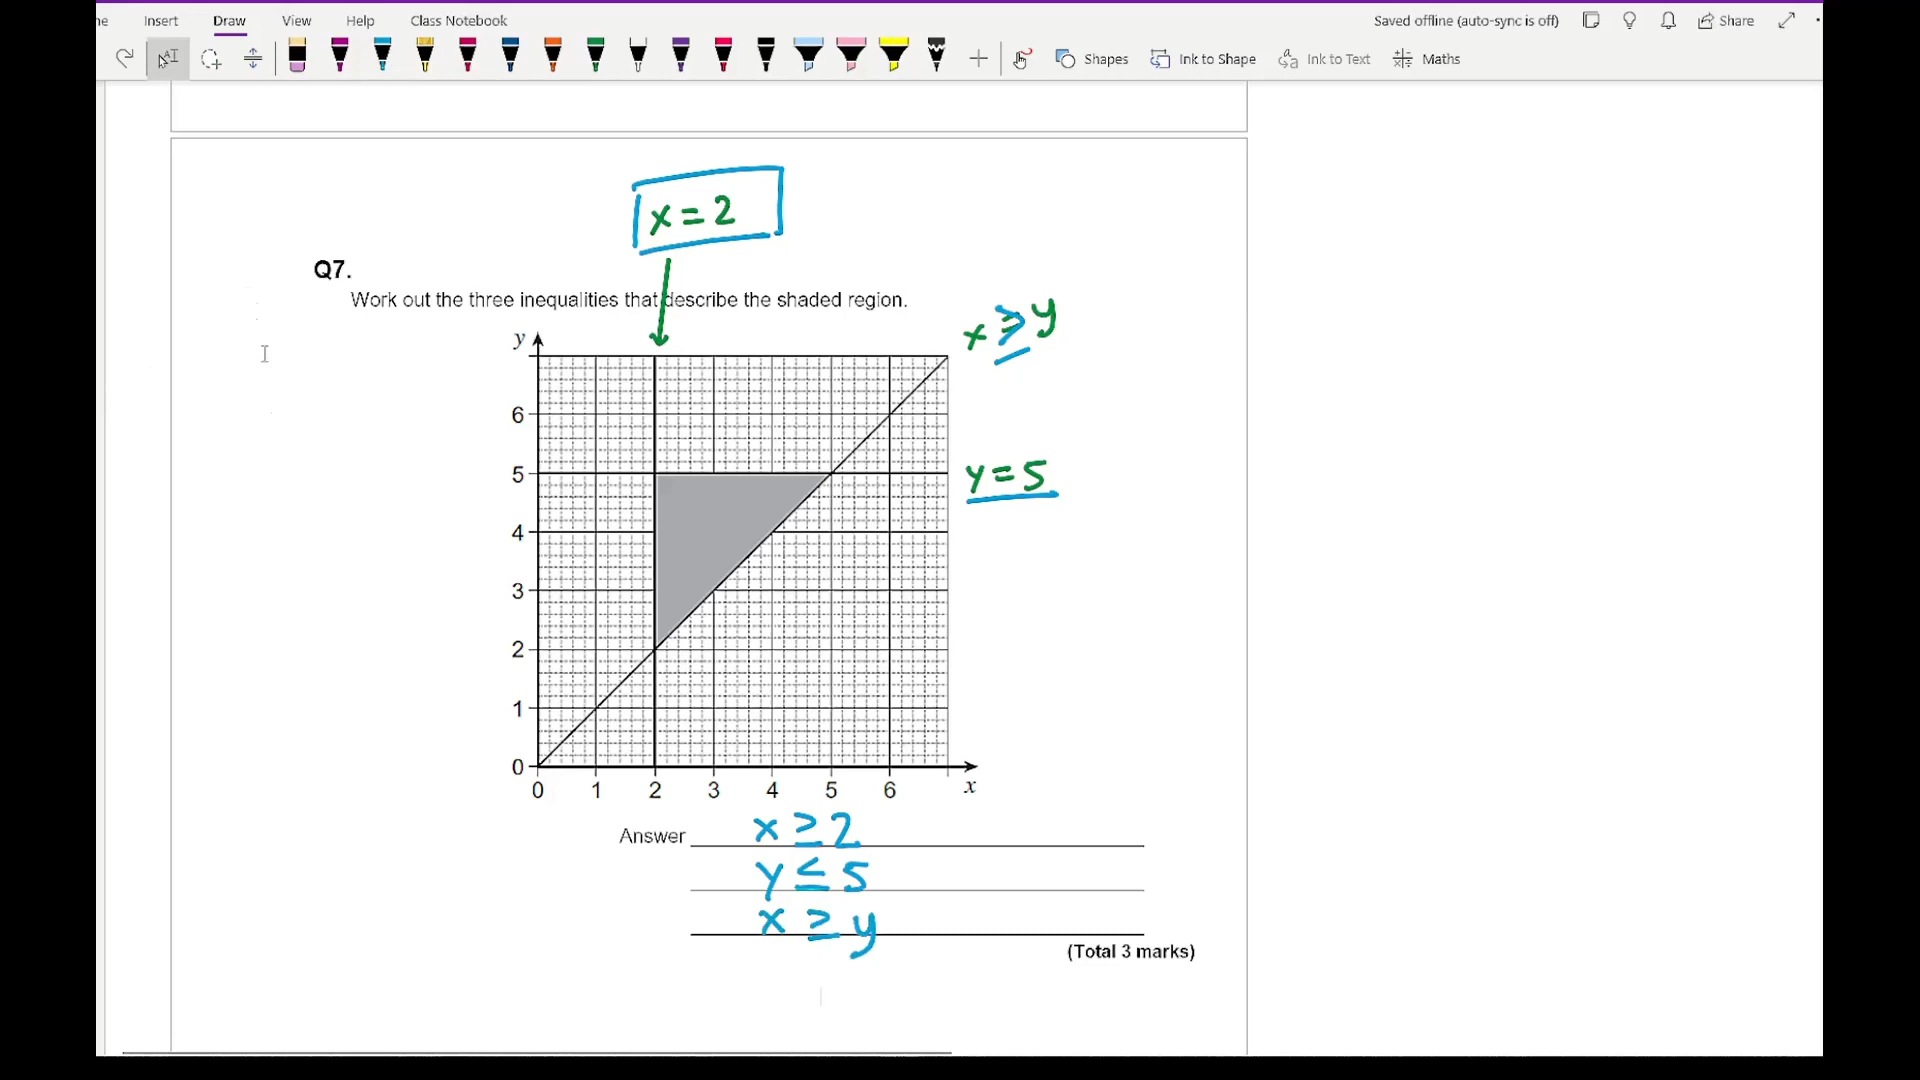 ne Insert Draw View Help Class Notebook Saved offline (auto-sync is off) Share
Shapes Ink to Shape Ink to Text Maths
x = 2
Q7.
Work out the three inequalities that describe the shaded region.
x ≥ y
y
6
5
y = 5
4
3
2
1
0
0 1 2 3 4 5 6 x
Answer x ≥ 2
y ≤ 5
x ≥ y
(Total 3 marks)